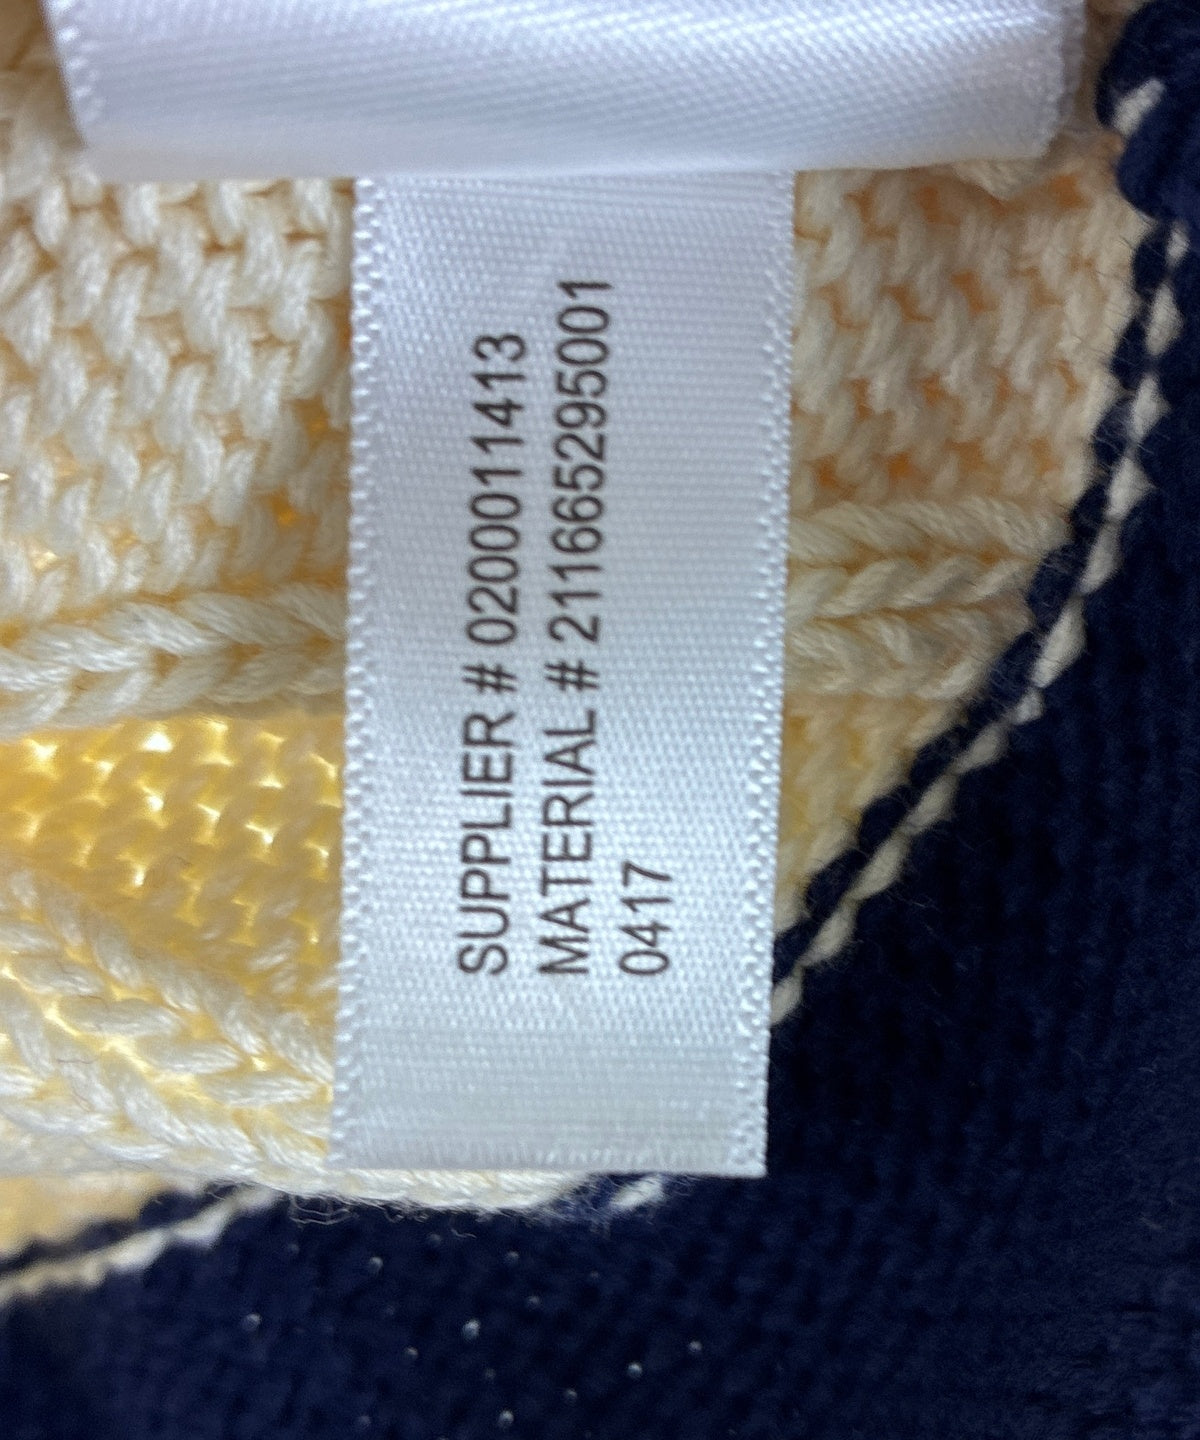 SUPPLIER # 0200011413
MATERIAL # 211665295001
0417